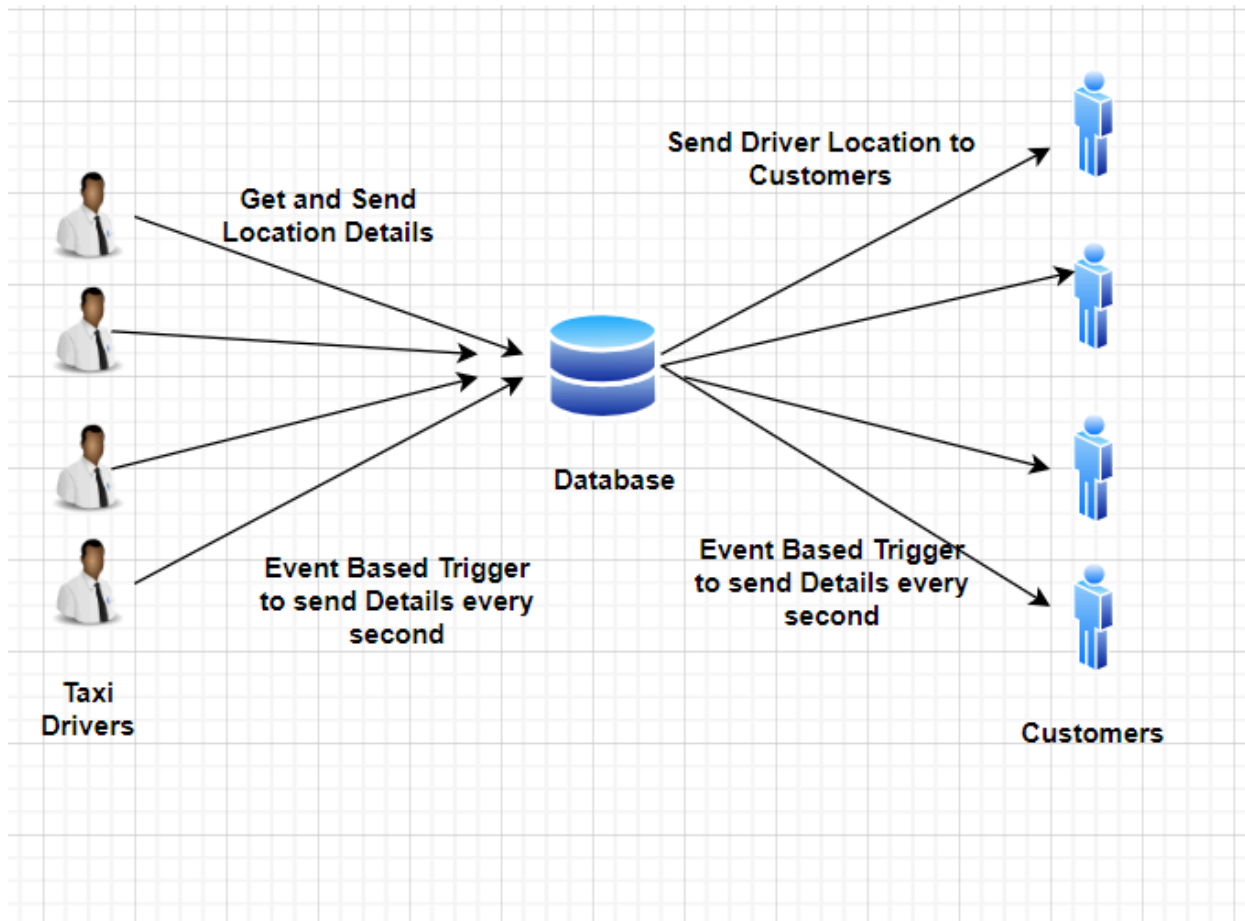 Send Driver Location to
Customers
Get and Send
Location Details
Database
Event Based Trigger
to send Details every
second
Event Based Trigger
to send Details every
second
Taxi
Drivers
Customers